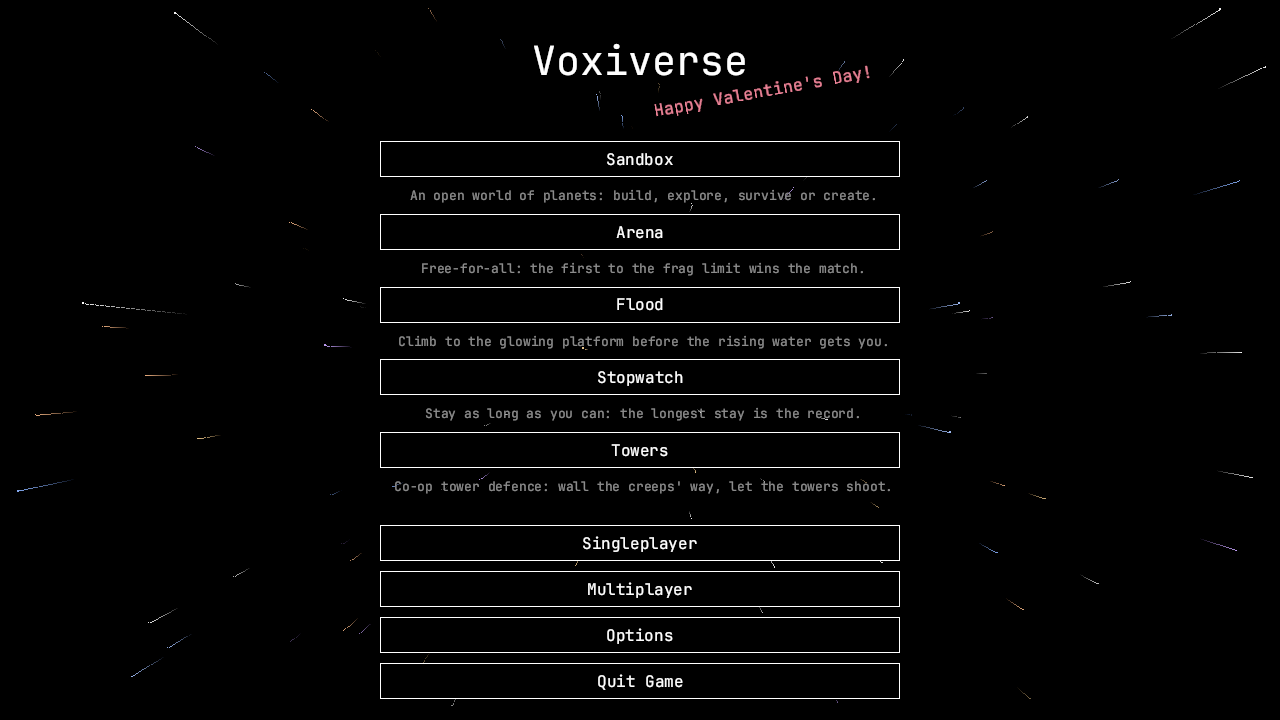 Voxiverse
Happy Valentine's Day!
Sandbox
An open world of planets: build, explore, survive or create.
Arena
Free-for-all: the first to the frag limit wins the match.
Flood
Climb to the glowing platform before the rising water gets you.
Stopwatch
Stay as long as you can: the longest stay is the record.
Towers
Co-op tower defence: wall the creeps' way, let the towers shoot.
Singleplayer
Multiplayer
Options
Quit Game